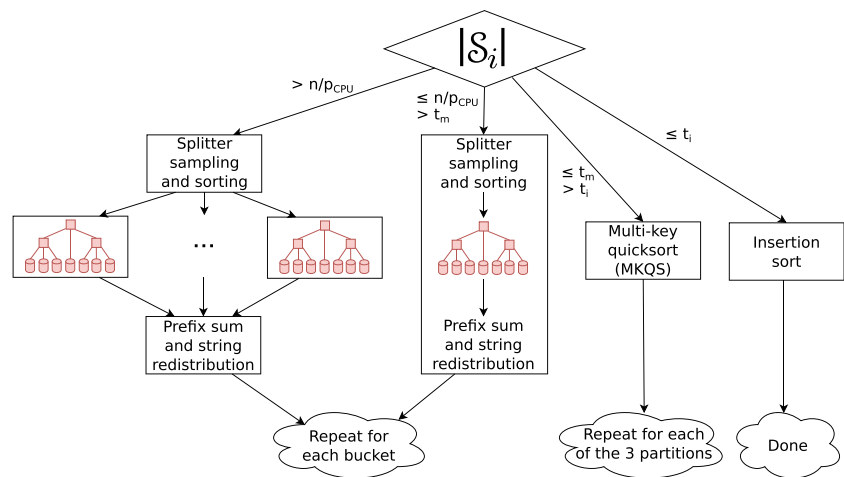 |𝒮ᵢ|
> n/p_CPU
≤ n/p_CPU
> t_m
≤ t_m
> t_i
≤ t_i
Splitter
sampling
and sorting
...
Prefix sum
and string
redistribution
Splitter
sampling
and sorting
Prefix sum
and string
redistribution
Multi-key
quicksort
(MKQS)
Insertion
sort
Repeat for
each bucket
Repeat for each
of the 3 partitions
Done